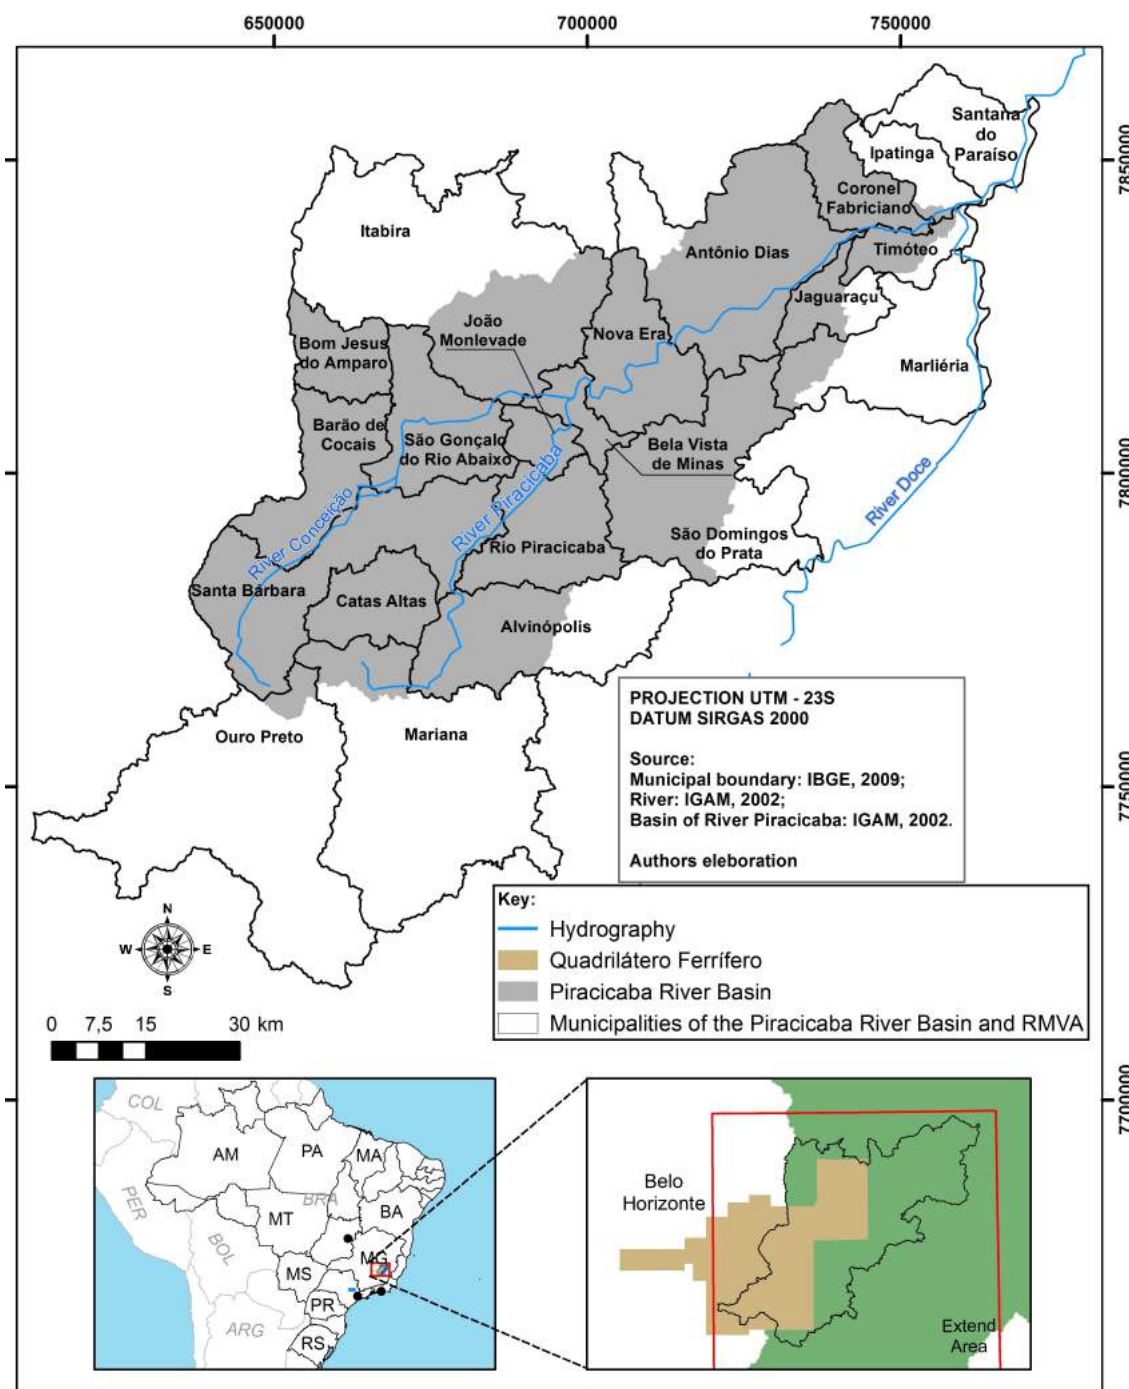 650000
700000
750000
7850000
7800000
7750000
7700000
Santana
do
Paraíso
Ipatinga
Coronel
Fabriciano
Itabira
Antônio Dias
Timóteo
Jaguaraçu
João
Monlevade
Nova Era
Bom Jesus
do Amparo
Marliéria
Barão de
Cocais
São Gonçalo
do Rio Abaixo
Bela Vista
de Minas
River Piracicaba
River Conceição
River Doce
Rio Piracicaba
São Domingos
do Prata
Santa Bárbara
Catas Altas
Alvinópolis
Ouro Preto
Mariana
PROJECTION UTM - 23S
DATUM SIRGAS 2000
Source:
Municipal boundary: IBGE, 2009;
River: IGAM, 2002;
Basin of River Piracicaba: IGAM, 2002.
Authors eleboration
Key:
Hydrography
Quadrilátero Ferrífero
Piracicaba River Basin
Municipalities of the Piracicaba River Basin and RMVA
N
W
E
S
0 7,5 15 30 km
COL
AM
PA
MA
PER
BRA
MT
BA
BOL
MG
MS
PR
ARG
RS
Belo
Horizonte
Extend
Area